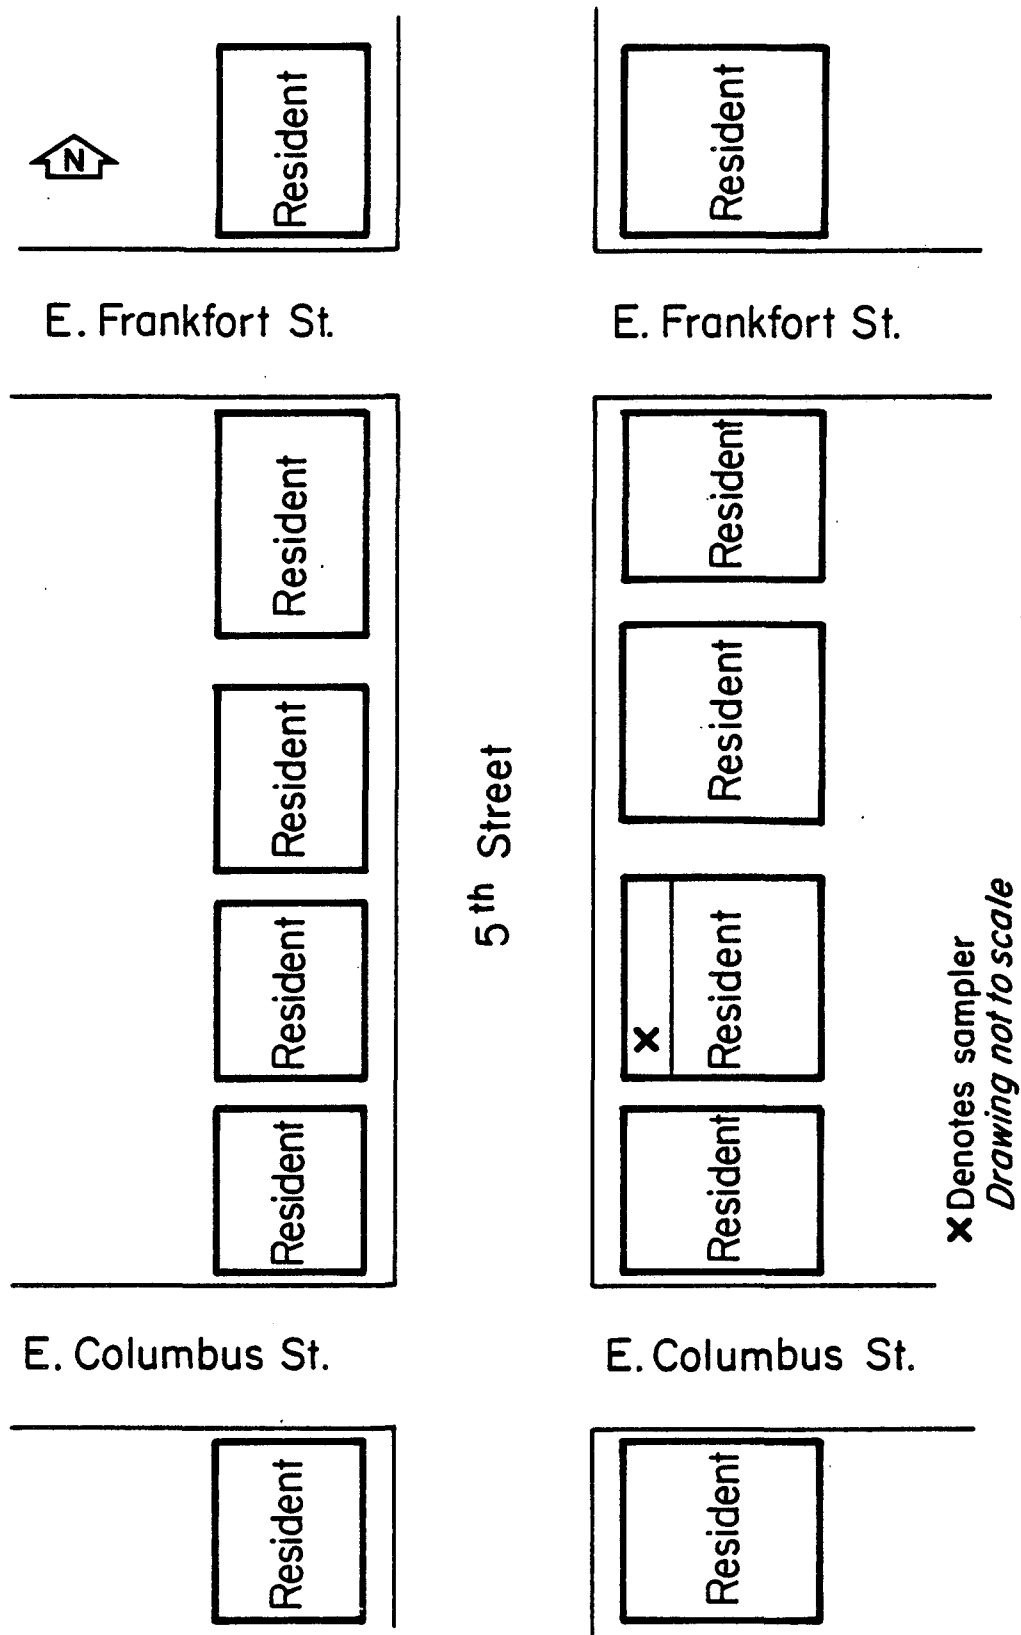 N
Resident
Resident
E. Frankfort St.
E. Frankfort St.
Resident
Resident
Resident
Resident
5th Street
Resident
Resident
X
Resident
Resident
X Denotes sampler
Drawing not to scale
E. Columbus St.
E. Columbus St.
Resident
Resident